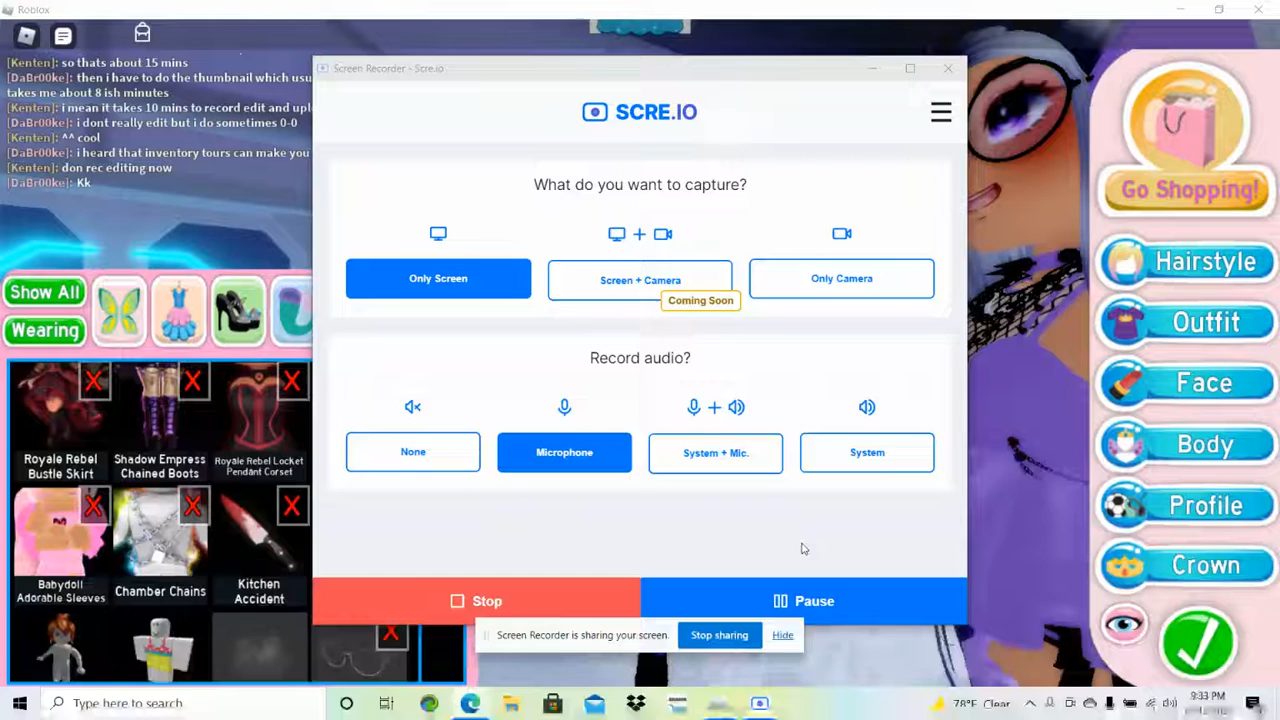 Roblox
[Kenten]: so thats about 15 mins
[DaBr00ke]: then i have to do the thumbnail which usu
takes me about 8 ish minutes
[Kenten]: i mean it takes 10 mins to record edit and upl
[DaBr00ke]: i dont really edit but i do sometimes 0-0
[Kenten]: ^^ cool
[DaBr00ke]: i heard that inventory tours can make you
[Kenten]: don rec editing now
[DaBr00ke]: Kk
Screen Recorder - Scre.io
SCRE.IO
What do you want to capture?
Only Screen
Screen + Camera
Only Camera
Coming Soon
Record audio?
None
Microphone
System + Mic.
System
Stop
Pause
Screen Recorder is sharing your screen.
Stop sharing
Hide
Show All
Wearing
X
X
X
Royale Rebel
Bustle Skirt
Shadow Empress
Chained Boots
Royale Rebel Locket
Pendant Corset
X
X
X
Babydoll
Adorable Sleeves
Chamber Chains
Kitchen
Accident
X
Go Shopping!
Hairstyle
Outfit
Face
Body
Profile
Crown
Type here to search
78°F Clear
9:33 PM